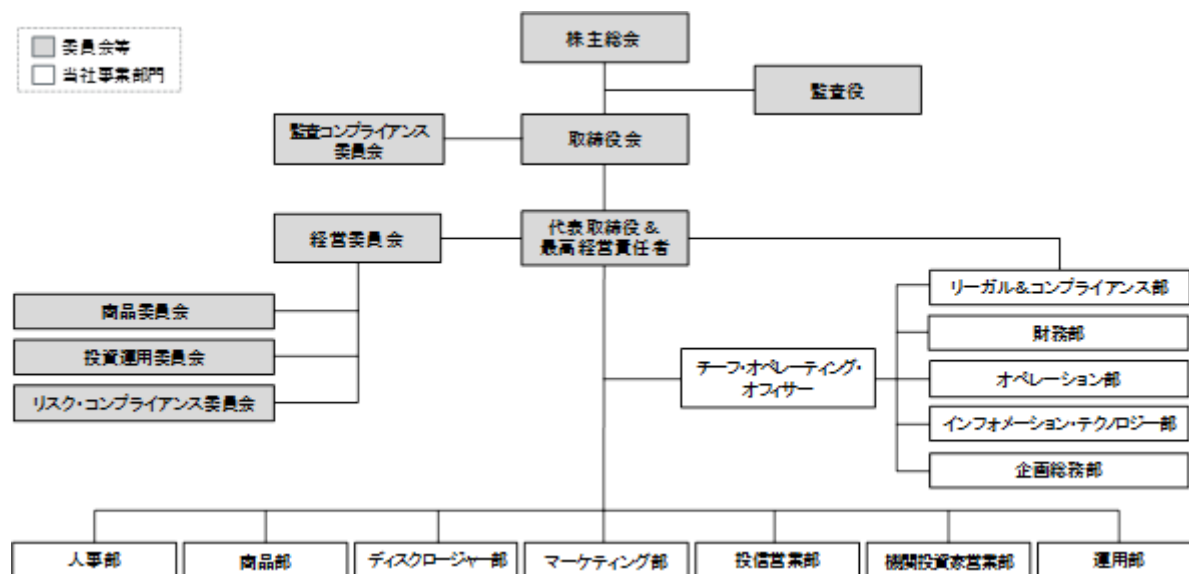 株主総会
委員会等
当社事業部門
監査役
監査コンプライアンス
委員会
取締役会
経営委員会
代表取締役&
最高経営責任者
リーガル&コンプライアンス部
商品委員会
財務部
投資運用委員会
チーフ・オペレーティング・
オフィサー
オペレーション部
リスク・コンプライアンス委員会
インフォメーション・テクノロジー部
企画総務部
人事部
商品部
ディスクロージャー部
マーケティング部
投信営業部
機関投資家営業部
運用部